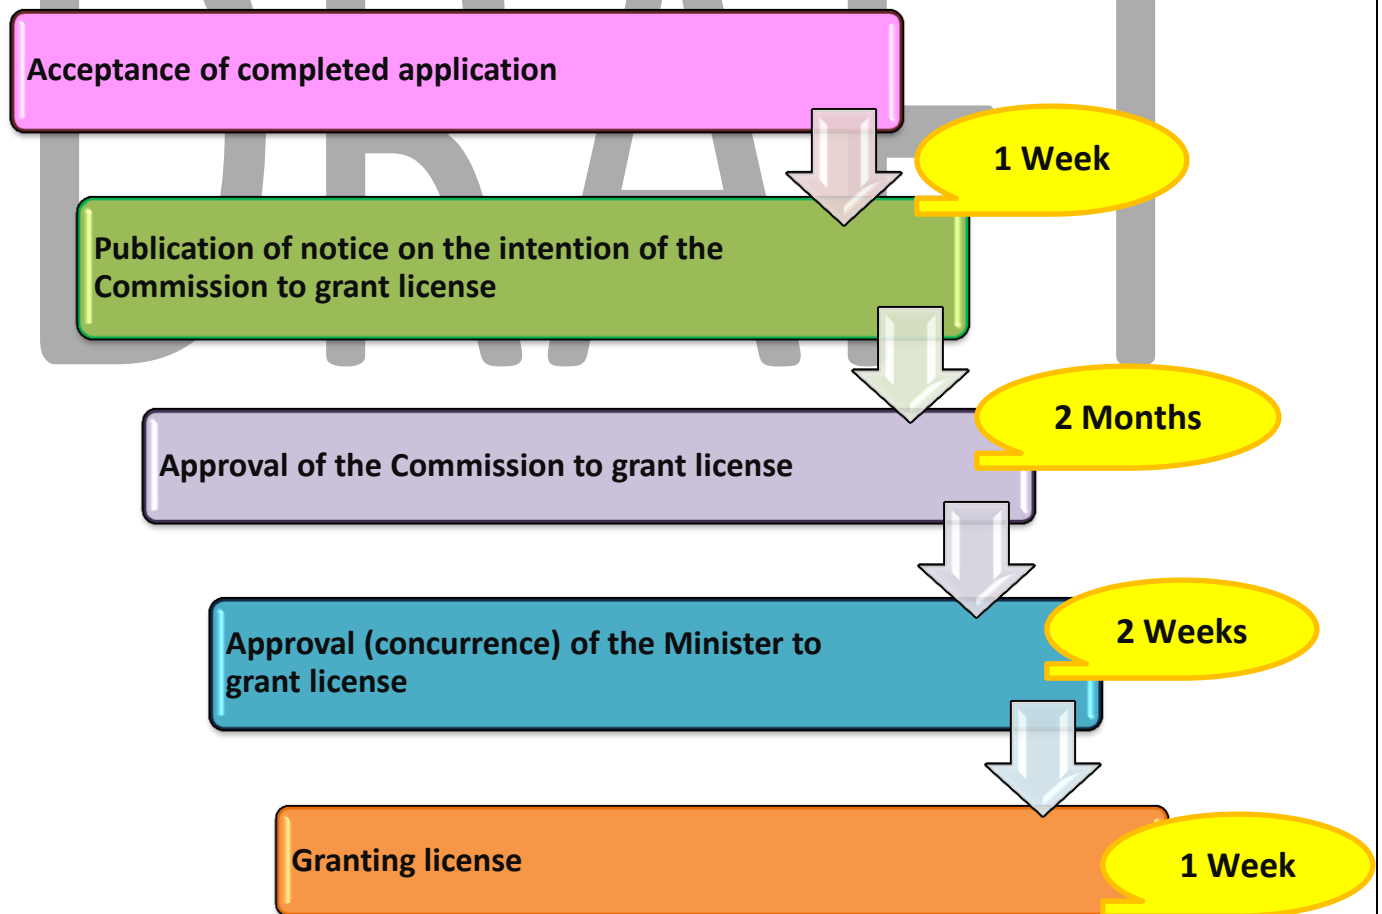 DRAFT
Acceptance of completed application
1 Week
Publication of notice on the intention of the
Commission to grant license
2 Months
Approval of the Commission to grant license
2 Weeks
Approval (concurrence) of the Minister to
grant license
Granting license
1 Week